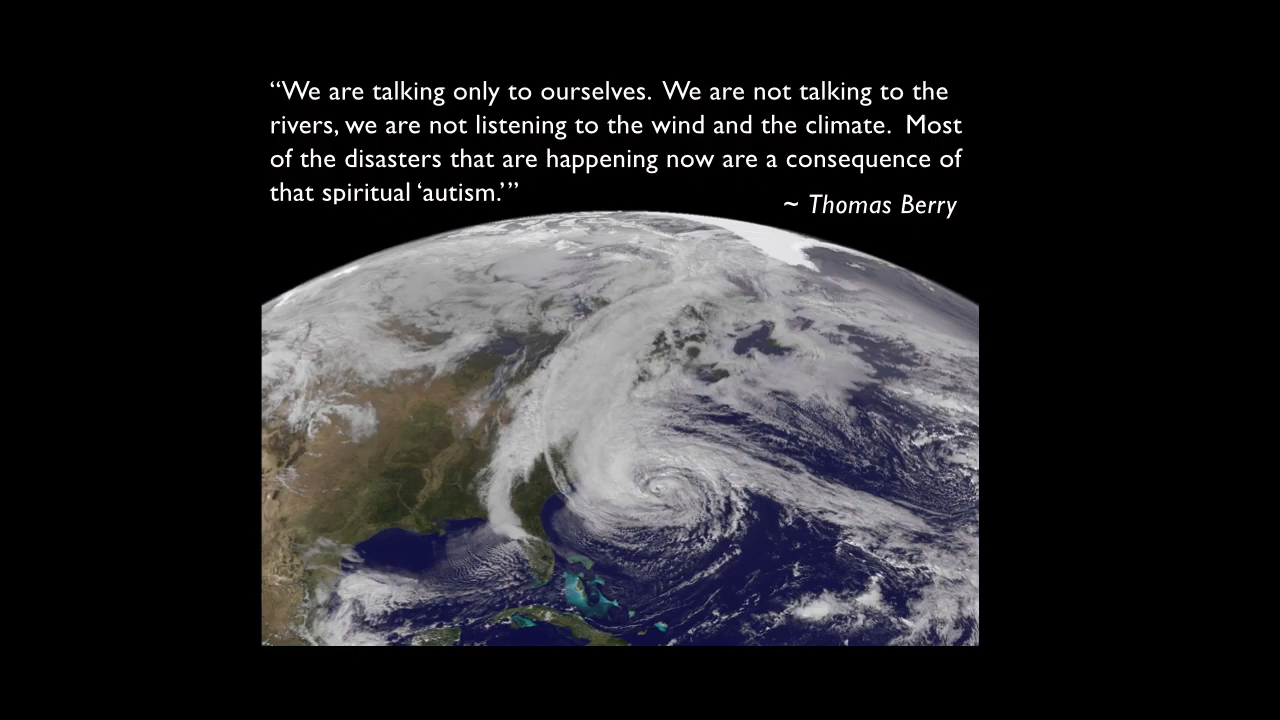 “We are talking only to ourselves.  We are not talking to the
rivers, we are not listening to the wind and the climate.  Most
of the disasters that are happening now are a consequence of
that spiritual ‘autism.’”
~ Thomas Berry